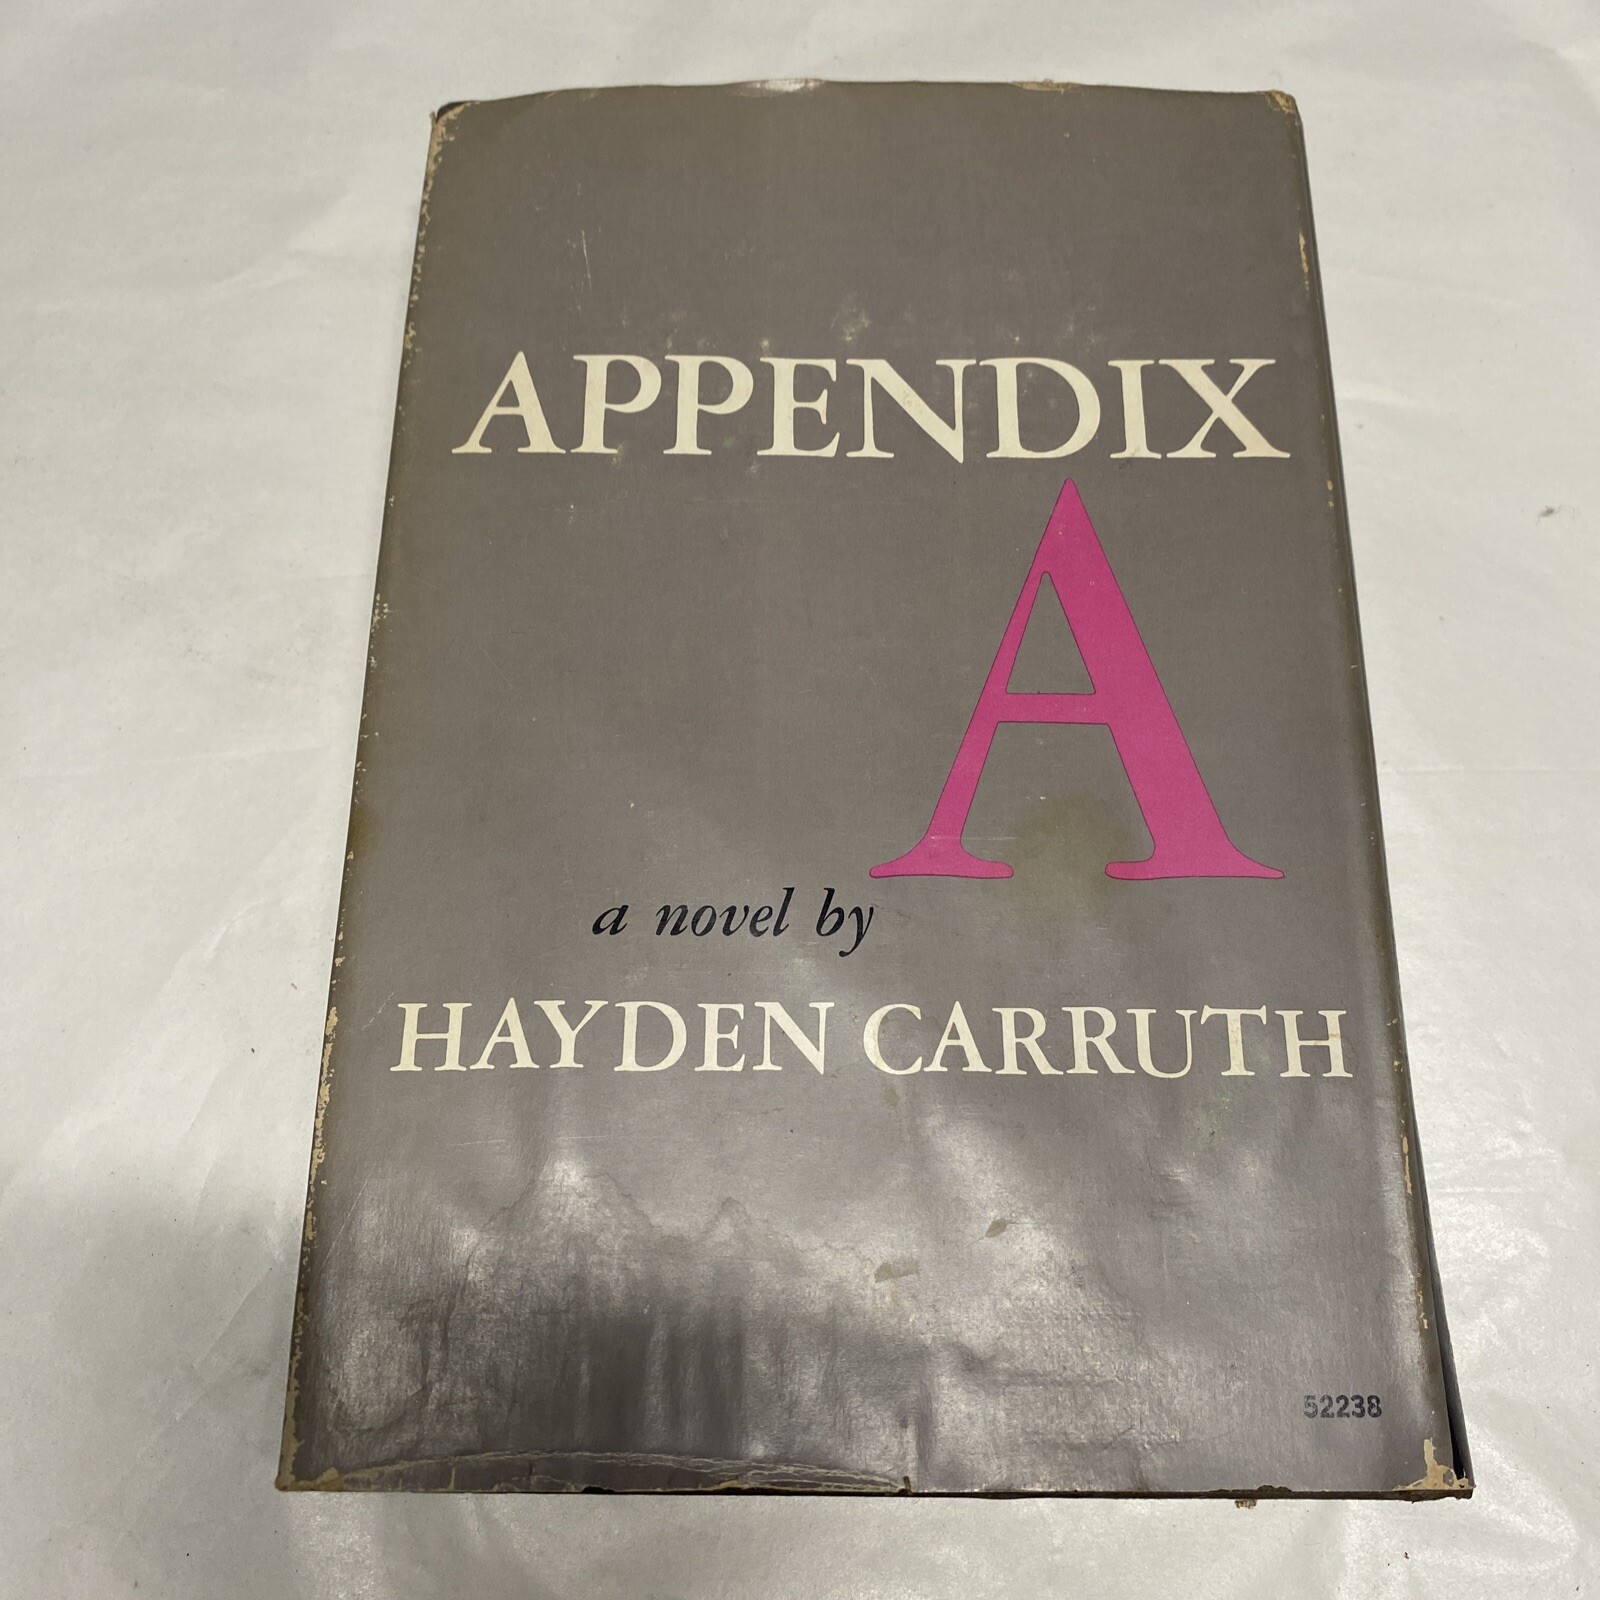 APPENDIX
A
a novel by
HAYDEN CARRUTH
52238